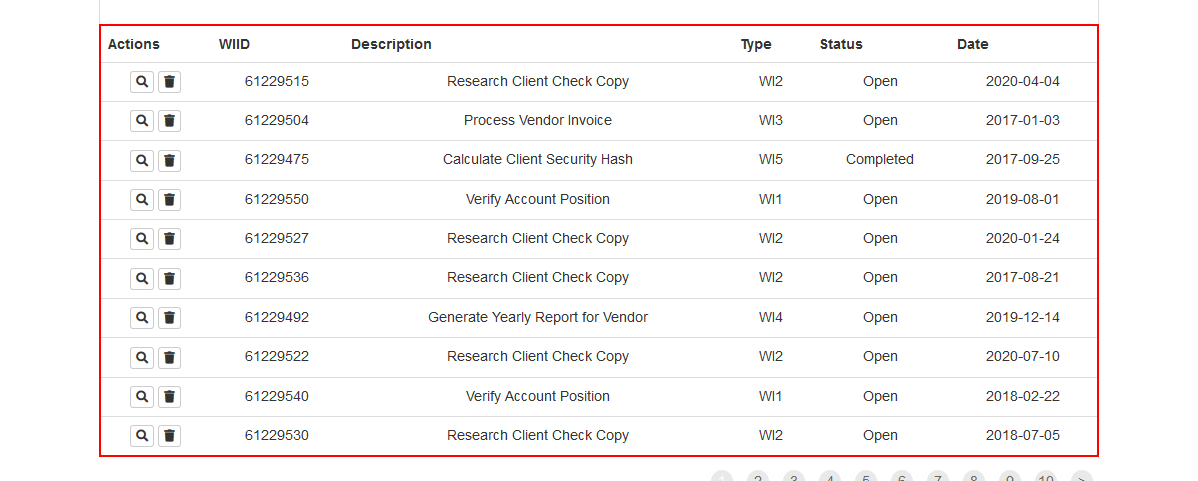 Actions WIID Description Type Status Date
61229515 Research Client Check Copy WI2 Open 2020-04-04
61229504 Process Vendor Invoice WI3 Open 2017-01-03
61229475 Calculate Client Security Hash WI5 Completed 2017-09-25
61229550 Verify Account Position WI1 Open 2019-08-01
61229527 Research Client Check Copy WI2 Open 2020-01-24
61229536 Research Client Check Copy WI2 Open 2017-08-21
61229492 Generate Yearly Report for Vendor WI4 Open 2019-12-14
61229522 Research Client Check Copy WI2 Open 2020-07-10
61229540 Verify Account Position WI1 Open 2018-02-22
61229530 Research Client Check Copy WI2 Open 2018-07-05
1 2 3 4 5 6 7 8 9 10 >